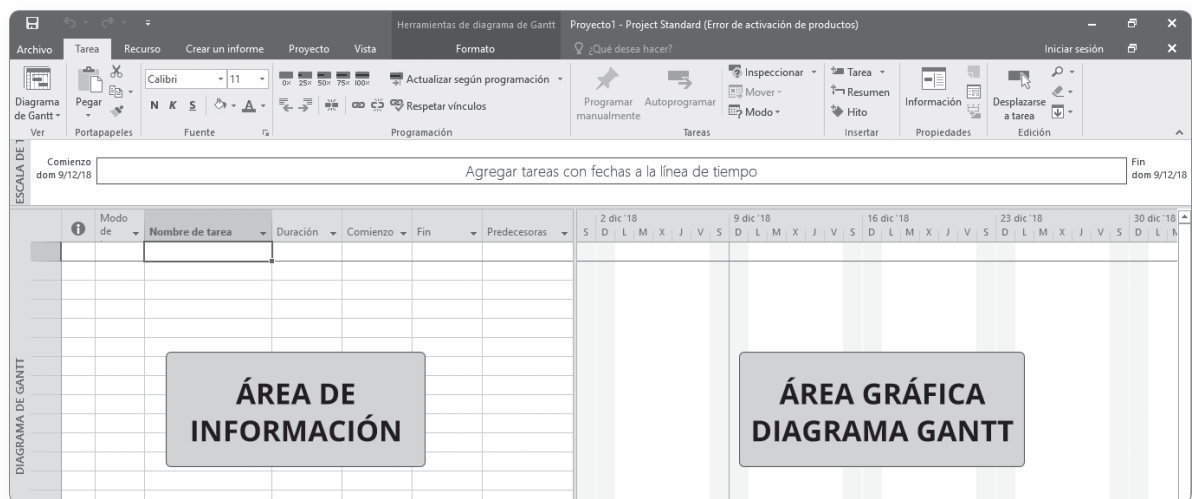 Herramientas de diagrama de Gantt Proyecto1 - Project Standard (Error de activación de productos)
Archivo Tarea Recurso Crear un informe Proyecto Vista Formato ¿Qué desea hacer? Iniciar sesión
Diagrama de Gantt
Ver
Pegar
Portapapeles
Calibri 11
N K S A
Fuente
0× 25× 50× 75× 100×
Actualizar según programación
Respetar vínculos
Programación
Programar manualmente
Autoprogramar
Inspeccionar
Mover
Modo
Tareas
Tarea
Resumen
Hito
Insertar
Información
Propiedades
Desplazarse a tarea
Edición
ESCALA DE T
Comienzo
dom 9/12/18
Agregar tareas con fechas a la línea de tiempo
Fin
dom 9/12/18
Modo de
Nombre de tarea Duración Comienzo Fin Predecesoras
2 dic '18 9 dic '18 16 dic '18 23 dic '18 30 dic '18
S D L M X J V S D L M X J V S D L M X J V S D L M X J V S D L M
DIAGRAMA DE GANTT
ÁREA DE
INFORMACIÓN
ÁREA GRÁFICA
DIAGRAMA GANTT